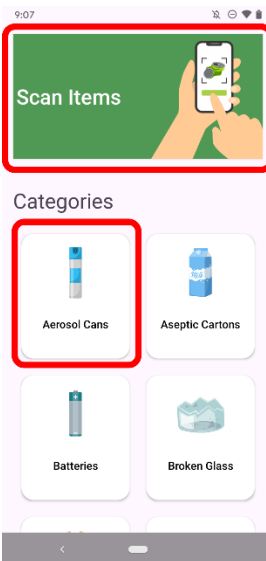 9:07
Scan Items
Categories
Aerosol Cans
Aseptic Cartons
Batteries
Broken Glass